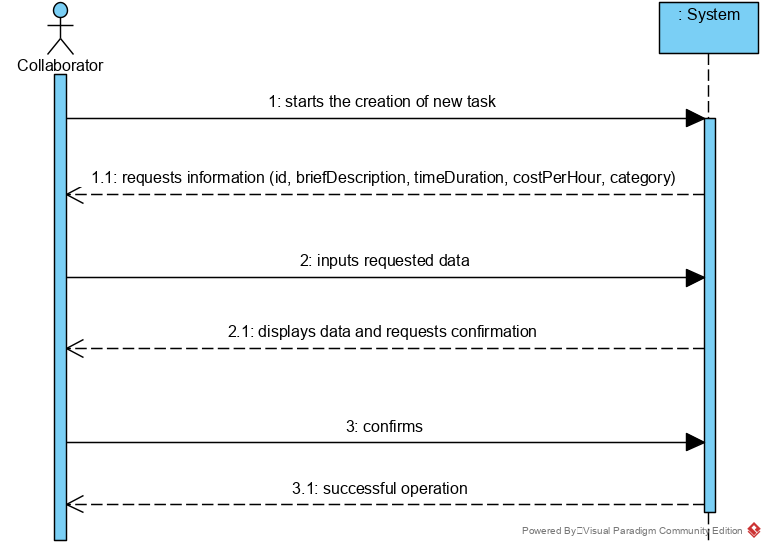 : System
Collaborator
1: starts the creation of new task
1.1: requests information (id, briefDescription, timeDuration, costPerHour, category)
2: inputs requested data
2.1: displays data and requests confirmation
3: confirms
3.1: successful operation
Powered By Visual Paradigm Community Edition